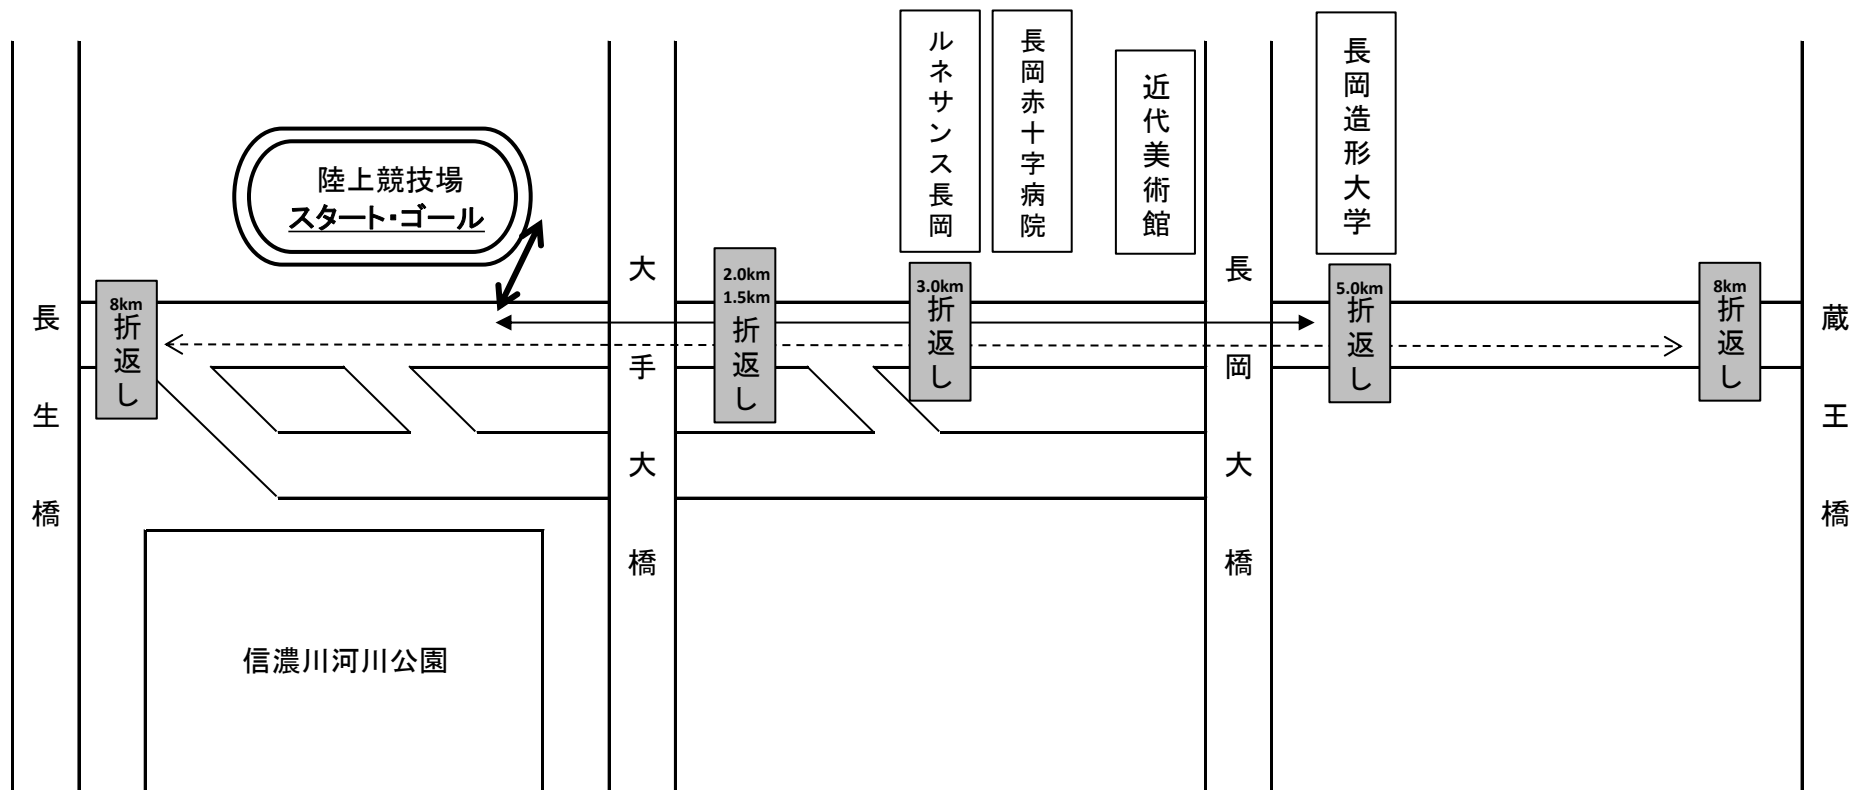 ルネサンス長岡
長岡赤十字病院
近代美術館
長岡造形大学
陸上競技場
スタート・ゴール
長生橋
大手大橋
長岡大橋
蔵王橋
8km
折返し
2.0km
1.5km
折返し
3.0km
折返し
5.0km
折返し
8km
折返し
信濃川河川公園